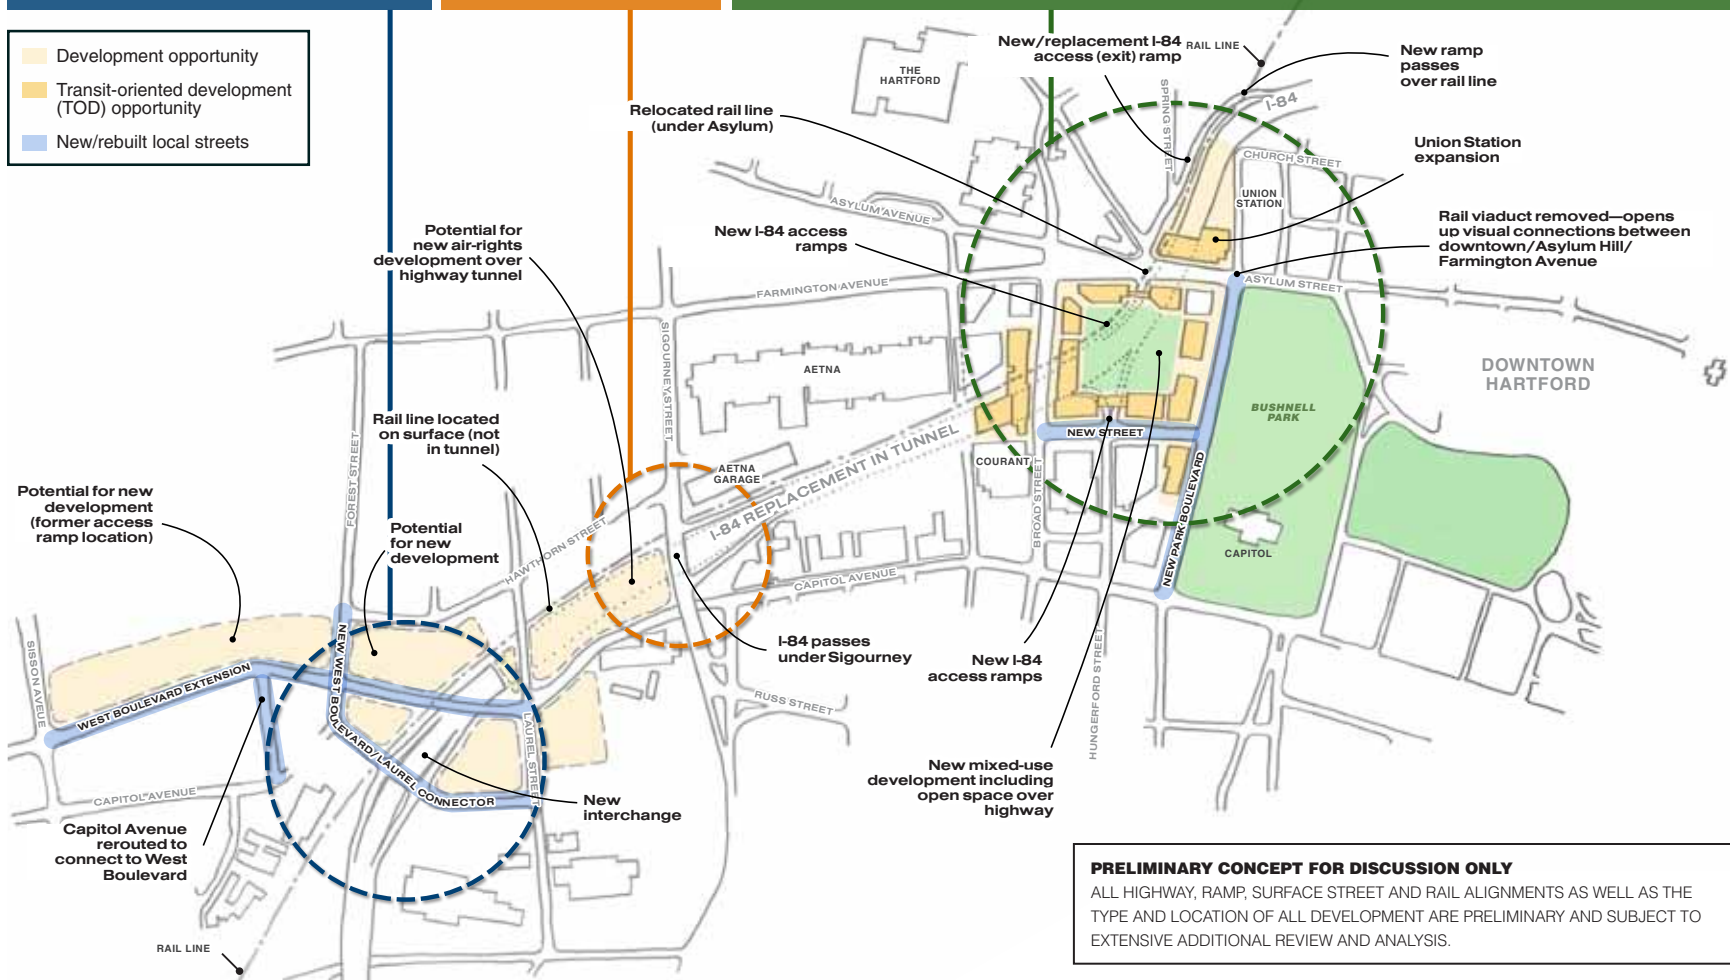 Development opportunity
Transit-oriented development
(TOD) opportunity
New/rebuilt local streets
THE
HARTFORD
New/replacement I-84
access (exit) ramp
RAIL LINE
New ramp
passes
over rail line
I-84
SPRING STREET
Relocated rail line
(under Asylum)
Union Station
expansion
CHURCH STREET
UNION
STATION
ASYLUM AVENUE
Rail viaduct removed—opens
up visual connections between
downtown/Asylum Hill/
Farmington Avenue
Potential for
new air-rights
development over
highway tunnel
New I-84 access
ramps
ASYLUM STREET
FARMINGTON AVENUE
SIGOURNEY STREET
AETNA
DOWNTOWN
HARTFORD
BUSHNELL
PARK
Rail line located
on surface (not
in tunnel)
FOREST STREET
NEW STREET
I-84 REPLACEMENT IN TUNNEL
COURANT
AETNA
GARAGE
BROAD STREET
NEW PARK BOULEVARD
Potential for new
development
(former access
ramp location)
Potential
for new
development
HAWTHORN STREET
CAPITOL
CAPITOL AVENUE
SISSON AVEUE
NEW WEST BOULEVARD/LAUREL CONNECTOR
WEST BOULEVARD EXTENSION
I-84 passes
under Sigourney
New I-84
access ramps
HUNGERFORD STREET
RUSS STREET
LAUREL STREET
New mixed-use
development including
open space over
highway
CAPITOL AVENUE
New
interchange
Capitol Avenue
rerouted to
connect to West
Boulevard
RAIL LINE
PRELIMINARY CONCEPT FOR DISCUSSION ONLY
ALL HIGHWAY, RAMP, SURFACE STREET AND RAIL ALIGNMENTS AS WELL AS THE
TYPE AND LOCATION OF ALL DEVELOPMENT ARE PRELIMINARY AND SUBJECT TO
EXTENSIVE ADDITIONAL REVIEW AND ANALYSIS.